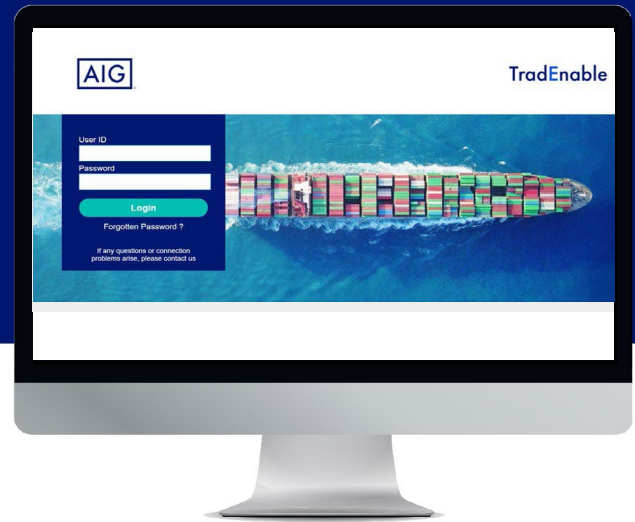 AIG
TradEnable
User ID
Password
Login
Forgotten Password ?
If any questions or connection
problems arise, please contact us